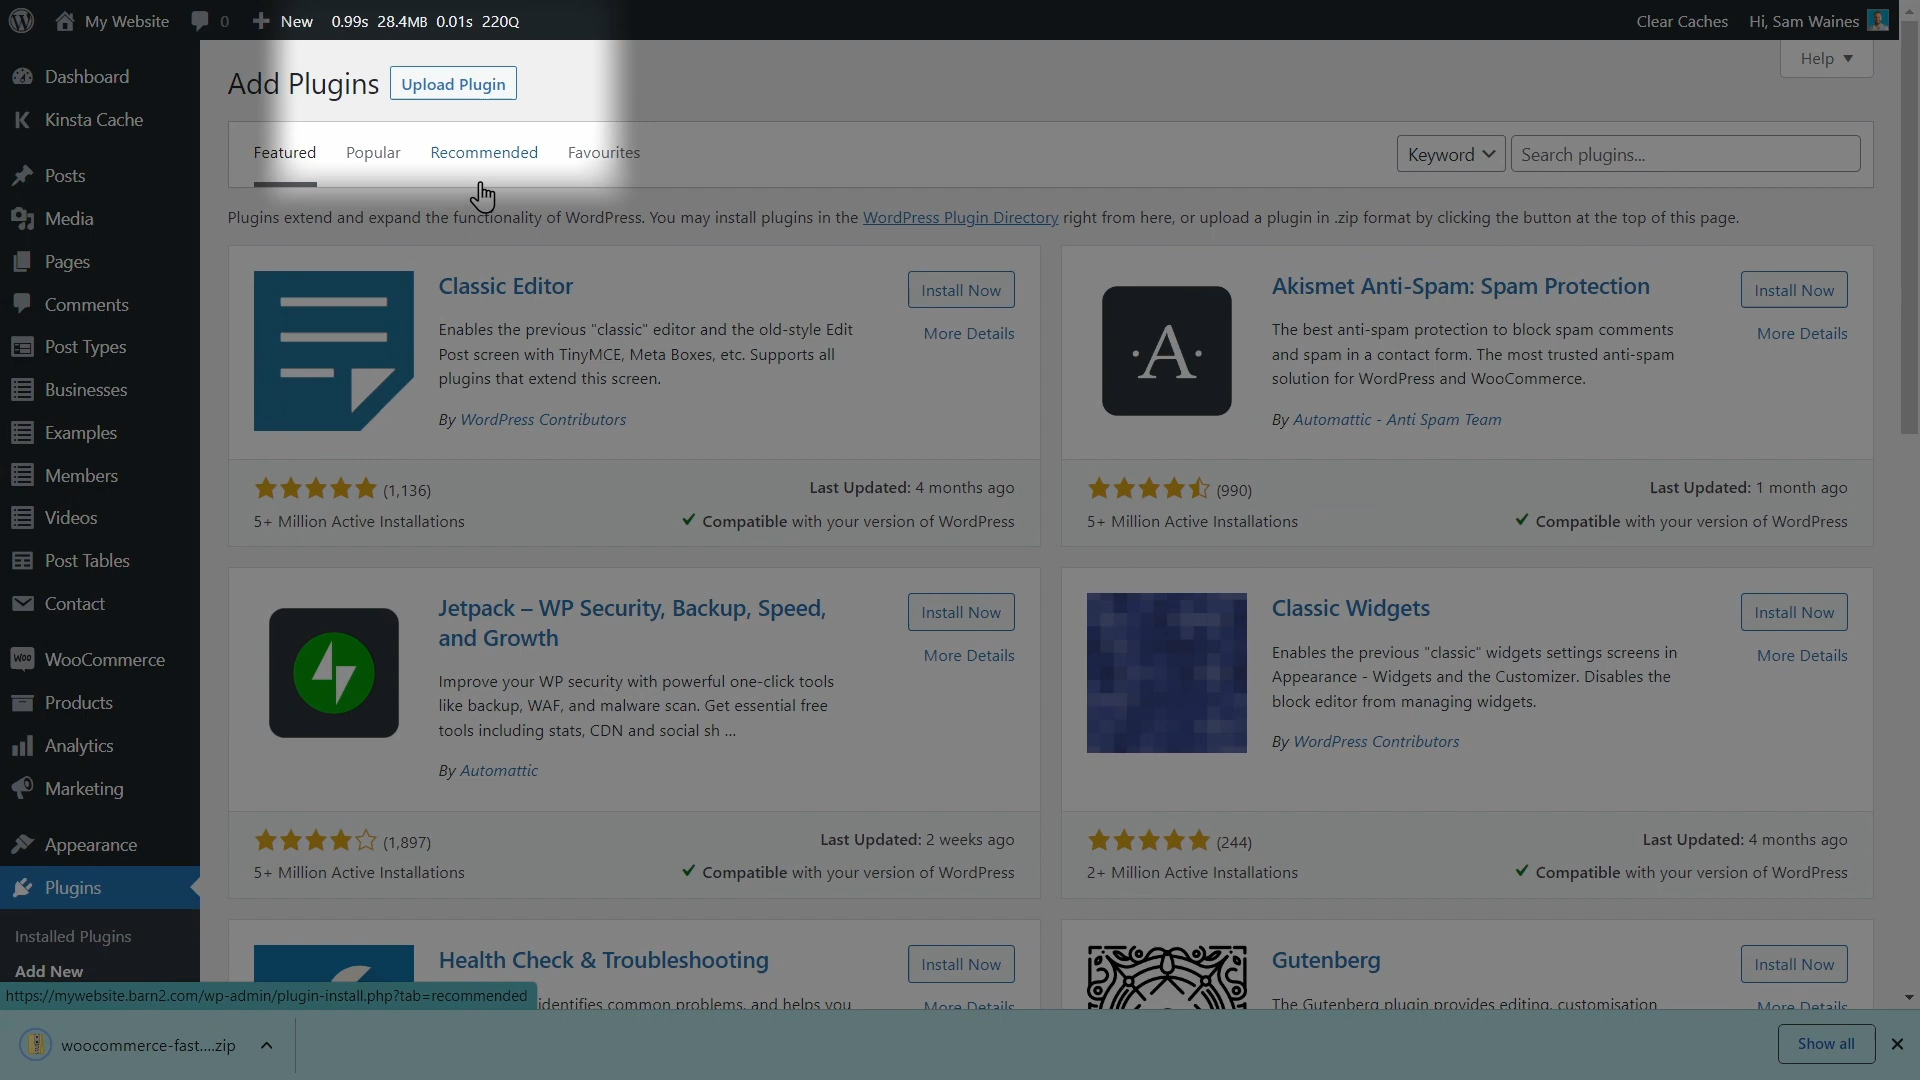 My Website 0 New 0.99s 28.4MB 0.01s 220Q Clear Caches Hi, Sam Waines
Dashboard
Kinsta Cache
Posts
Media
Pages
Comments
Post Types
Businesses
Examples
Members
Videos
Post Tables
Contact
WooCommerce
Products
Analytics
Marketing
Appearance
Plugins
Installed Plugins
Add New
Help
Add Plugins Upload Plugin
Featured Popular Recommended Favourites Keyword Search plugins...
Plugins extend and expand the functionality of WordPress. You may install plugins in the WordPress Plugin Directory right from here, or upload a plugin in .zip format by clicking the button at the top of this page.
Classic Editor
Install Now
More Details
Enables the previous "classic" editor and the old-style Edit
Post screen with TinyMCE, Meta Boxes, etc. Supports all
plugins that extend this screen.
By WordPress Contributors
(1,136) Last Updated: 4 months ago
5+ Million Active Installations Compatible with your version of WordPress
A
Akismet Anti-Spam: Spam Protection
Install Now
More Details
The best anti-spam protection to block spam comments
and spam in a contact form. The most trusted anti-spam
solution for WordPress and WooCommerce.
By Automattic - Anti Spam Team
(990) Last Updated: 1 month ago
5+ Million Active Installations Compatible with your version of WordPress
Jetpack – WP Security, Backup, Speed,
and Growth
Install Now
More Details
Improve your WP security with powerful one-click tools
like backup, WAF, and malware scan. Get essential free
tools including stats, CDN and social sh ...
By Automattic
(1,897) Last Updated: 2 weeks ago
5+ Million Active Installations Compatible with your version of WordPress
Classic Widgets
Install Now
More Details
Enables the previous "classic" widgets settings screens in
Appearance - Widgets and the Customizer. Disables the
block editor from managing widgets.
By WordPress Contributors
(244) Last Updated: 4 months ago
2+ Million Active Installations Compatible with your version of WordPress
Health Check & Troubleshooting
Install Now
More Details
identifies common problems, and helps you
Gutenberg
Install Now
More Details
The Gutenberg plugin provides editing, customisation
https://mywebsite.barn2.com/wp-admin/plugin-install.php?tab=recommended
woocommerce-fast....zip Show all